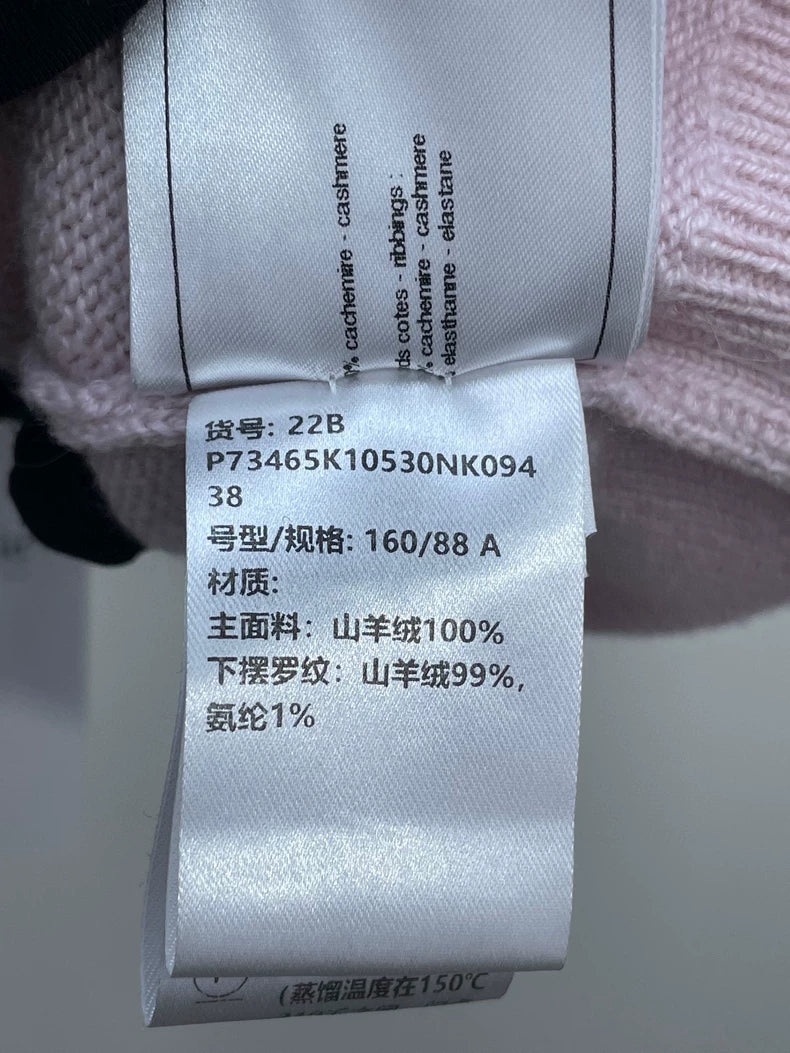 % cachemire - cashmere
ds cotes - ribbings :
% cachemire - cashmere
elasthanne - elastane
货号: 22B
P73465K10530NK094
38
号型/规格: 160/88 A
材质:
主面料：山羊绒100%
下摆罗纹：山羊绒99%,
氨纶1%
(蒸馏温度在150℃